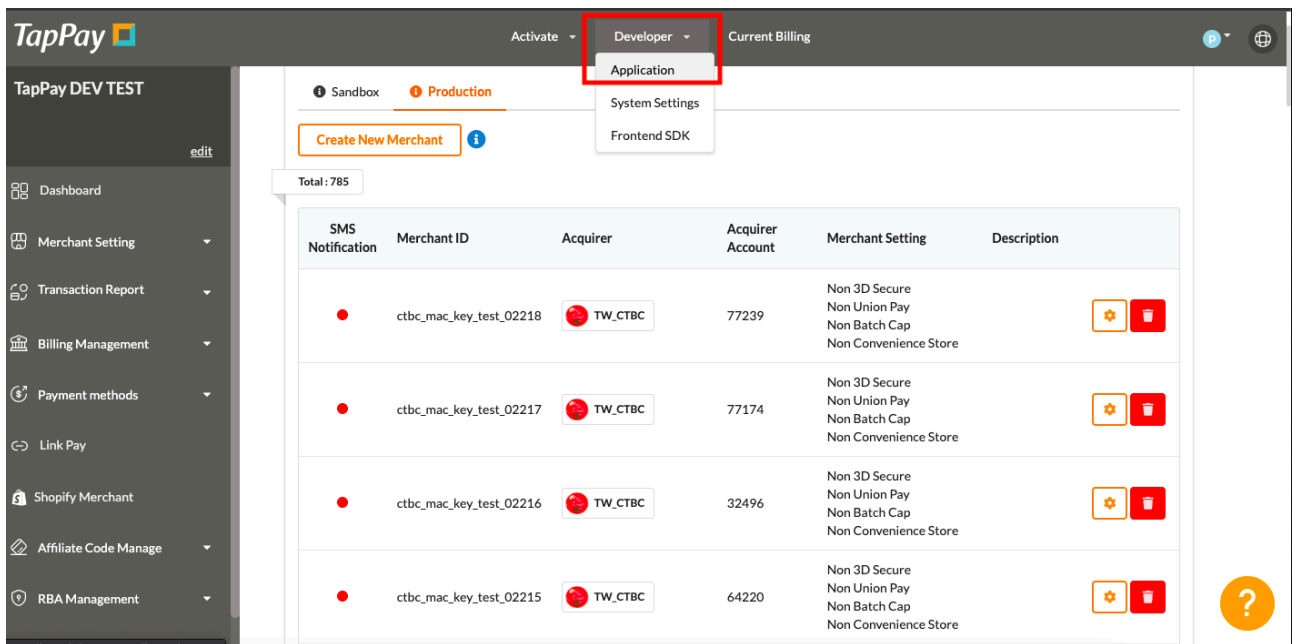 TapPay
Activate
Developer
Current Billing
P
Application
System Settings
Frontend SDK
TapPay DEV TEST
edit
Dashboard
Merchant Setting
Transaction Report
Billing Management
Payment methods
Link Pay
Shopify Merchant
Affiliate Code Manage
RBA Management
Sandbox
Production
Create New Merchant
Total : 785
SMS Notification
Merchant ID
Acquirer
Acquirer Account
Merchant Setting
Description
ctbc_mac_key_test_02218
TW_CTBC
77239
Non 3D Secure
Non Union Pay
Non Batch Cap
Non Convenience Store
ctbc_mac_key_test_02217
TW_CTBC
77174
Non 3D Secure
Non Union Pay
Non Batch Cap
Non Convenience Store
ctbc_mac_key_test_02216
TW_CTBC
32496
Non 3D Secure
Non Union Pay
Non Batch Cap
Non Convenience Store
ctbc_mac_key_test_02215
TW_CTBC
64220
Non 3D Secure
Non Union Pay
Non Batch Cap
Non Convenience Store
?